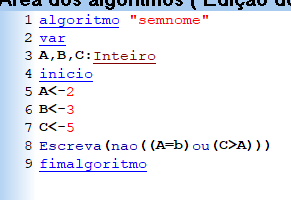 Área dos algoritmos ( Edição do
1 algoritmo "semnome"
2 var
3 A,B,C:Inteiro
4 inicio
5 A<-2
6 B<-3
7 C<-5
8 Escreva(nao((A=b)ou(C>A)))
9 fimalgoritmo